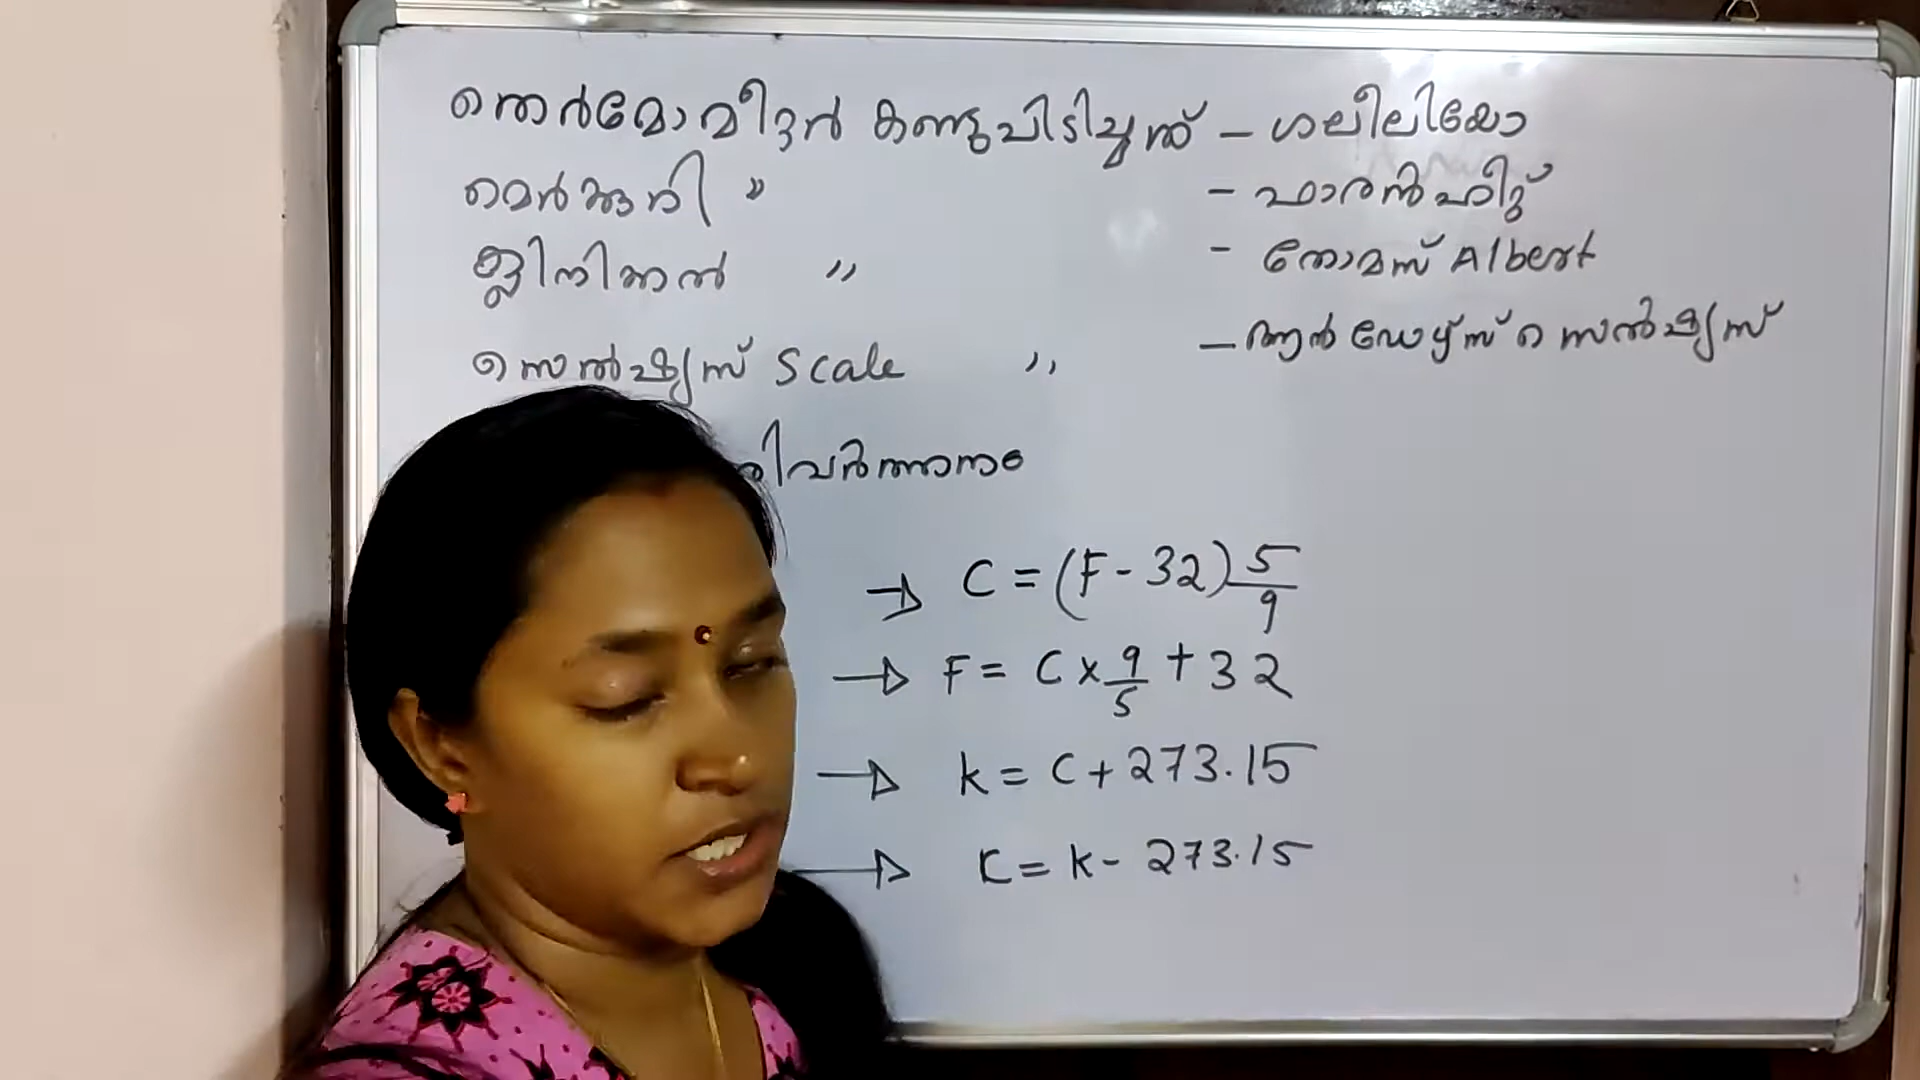 തെർമോമീറ്റർ കണ്ടുപിടിച്ചത് - ഗലീലിയോ
മെർക്കുറി " - ഫാരൻഹീറ്റ്
ക്ലിനിക്കൽ " - തോമസ് Albert
സെൽഷ്യസ് Scale " - ആൻഡേഴ്സ് സെൽഷ്യസ്
രിവർത്തനം
→ C = (F - 32) 5/9
→ F = C × 9/5 + 32
→ k = C + 273.15
→ C = k - 273.15